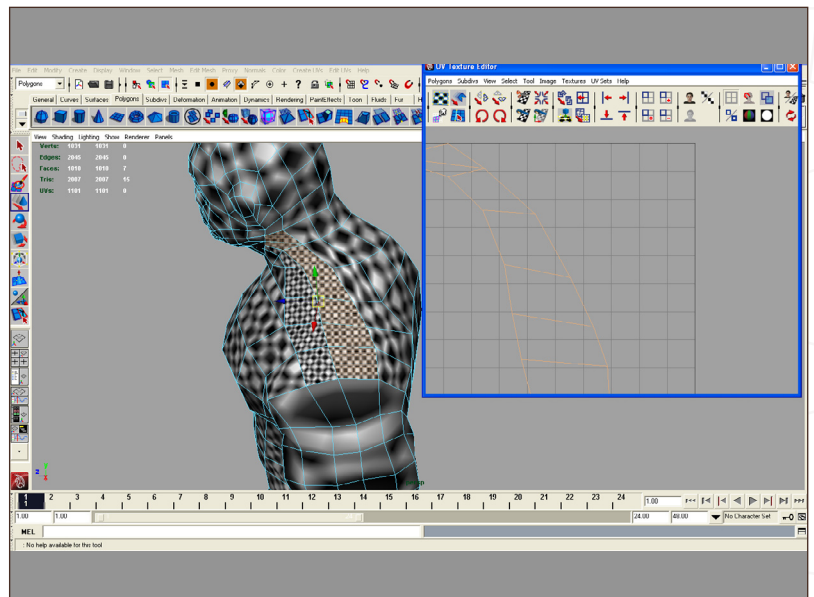 UV Texture Editor
File Edit Modify Create Display Window Select Mesh Edit Mesh Proxy Normals Color Create UVs Edit UVs Help
Polygons Subdivs View Select Tool Image Textures UV Sets Help
Polygons
General Curves Surfaces Polygons Subdivs Deformation Animation Dynamics Rendering PaintEffects Toon Fluids Fur H
View Shading Lighting Show Renderer Panels
Verts: 1031 1031 0
Edges: 2045 2045 0
Faces: 1010 1010 7
Tris: 2007 2007 15
UVs: 1101 1101 0
Y
Z X
1 2 3 4 5 6 7 8 9 10 11 12 13 14 15 16 17 18 19 20 21 22 23 24
1
1.00
1.00 1.00 24.00 48.00 No Character Set
MEL
: No help available for this tool